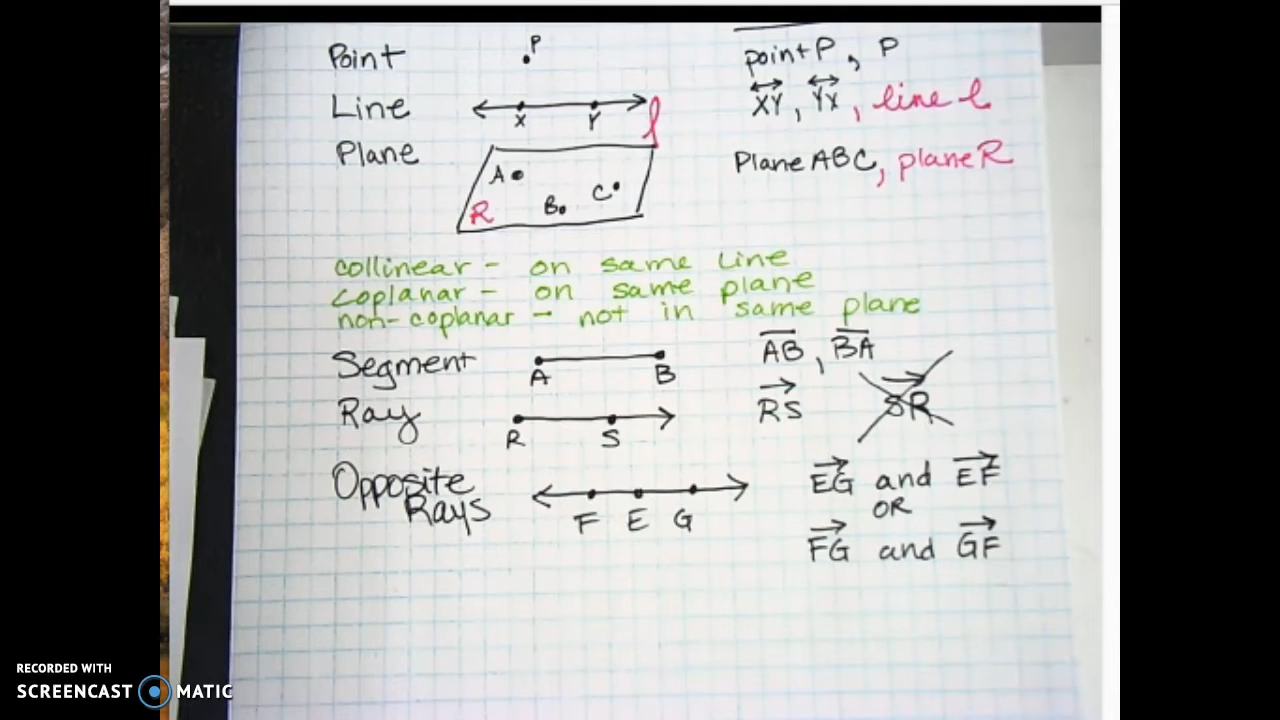 Point P point P, P
Line X Y l XY, YX, line l
Plane A B C R Plane ABC, plane R
collinear - on same line
coplanar - on same plane
non-coplanar - not in same plane
Segment A B AB, BA
Ray R S RS SR
Opposite Rays F E G EG and EF
OR
FG and GF
RECORDED WITH
SCREENCAST MATIC